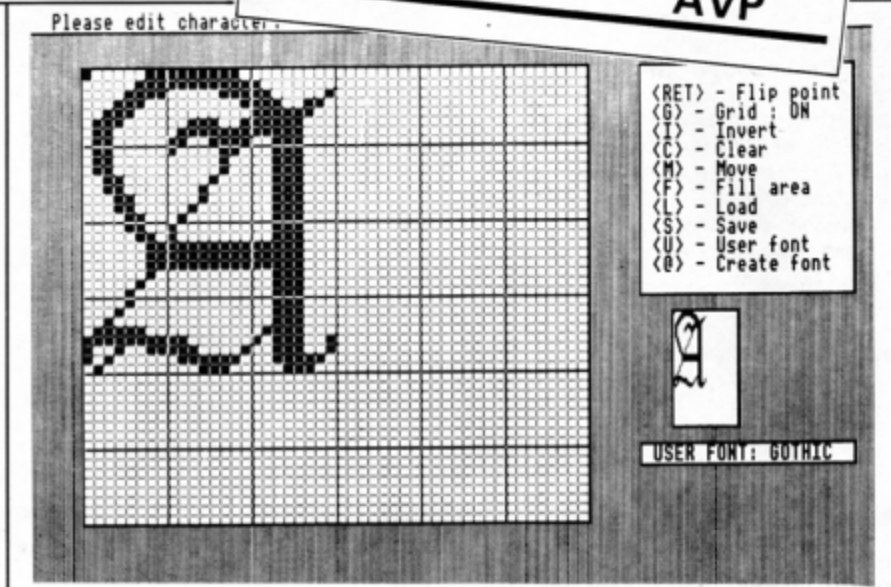 AVP
Please edit character.
<RET> - Flip point
<G> - Grid : ON
<I> - Invert
<C> - Clear
<M> - Move
<F> - Fill area
<L> - Load
<S> - Save
<U> - User font
<@> - Create font
USER FONT: GOTHIC